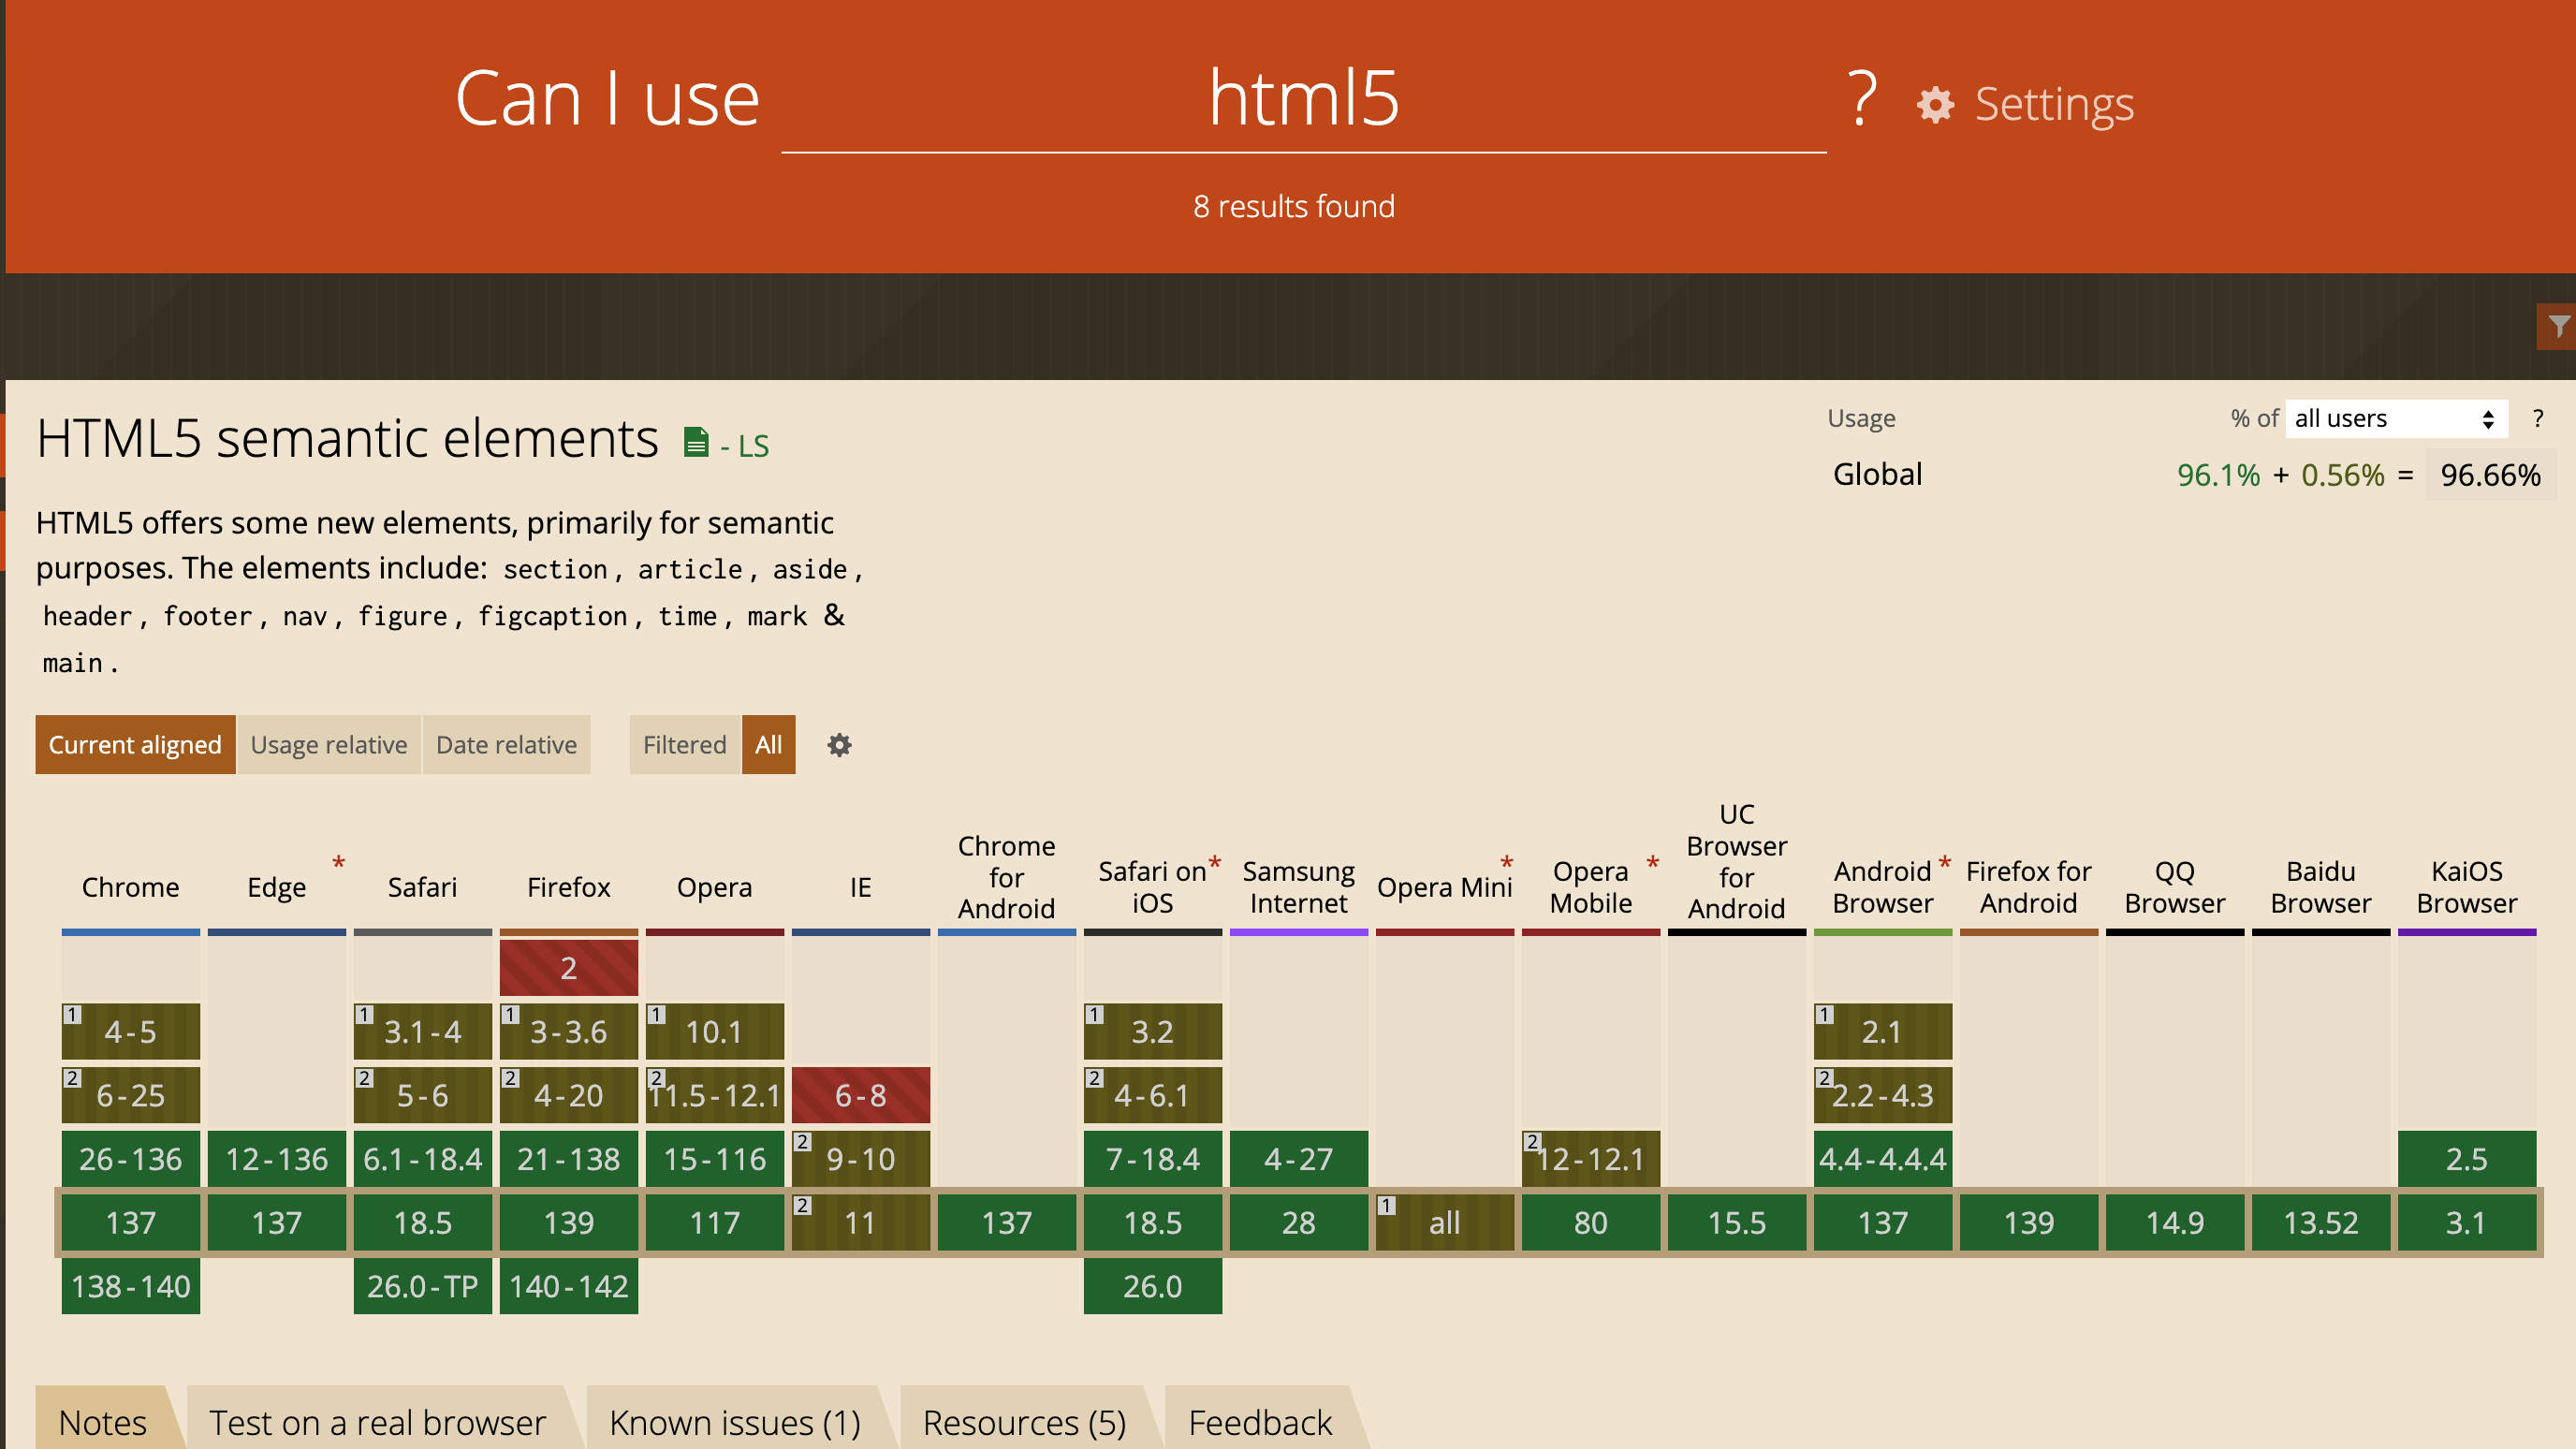 Can I use html5 ? Settings
8 results found
HTML5 semantic elements - LS
Usage % of all users ?
Global 96.1% + 0.56% = 96.66%
HTML5 offers some new elements, primarily for semantic
purposes. The elements include: section, article, aside,
header, footer, nav, figure, figcaption, time, mark &
main.
Current aligned Usage relative Date relative Filtered All
Chrome
Edge *
Safari
Firefox
Opera
IE
Chrome
for
Android
Safari on *
iOS
Samsung
Internet
Opera Mini *
Opera *
Mobile
UC
Browser
for
Android
Android *
Browser
Firefox for
Android
QQ
Browser
Baidu
Browser
KaiOS
Browser
2
1 4-5 1 3.1-4 1 3-3.6 1 10.1 1 3.2 1 2.1
2 6-25 2 5-6 2 4-20 2 11.5-12.1 6-8 2 4-6.1 2 2.2-4.3
26-136 12-136 6.1-18.4 21-138 15-116 2 9-10 7-18.4 4-27 2 12-12.1 4.4-4.4.4 2.5
137 137 18.5 139 117 2 11 137 18.5 28 1 all 80 15.5 137 139 14.9 13.52 3.1
138-140 26.0-TP 140-142 26.0
Notes Test on a real browser Known issues (1) Resources (5) Feedback